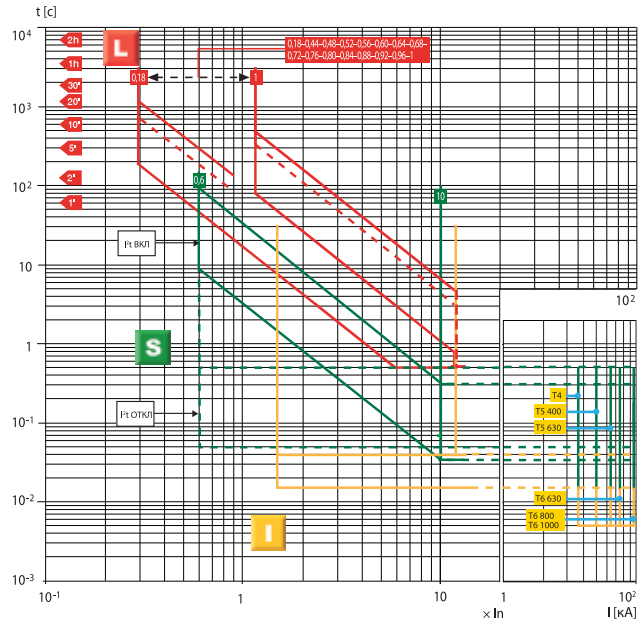 t [c]
10⁴
2h
L
0,18–0,44–0,48–0,52–0,56–0,60–0,64–0,68–
0,72–0,76–0,80–0,84–0,88–0,92–0,96–1
1h
0,18
1
30'
20'
10³
10'
5'
2'
10²
0,6
10
1'
I²t ВКЛ
10
10²
1
S
T4
T5 400
I²t ОТКЛ
T5 630
10⁻¹
10⁻²
T6 630
T6 800
T6 1000
I
10⁻³
10⁻¹
1
10
1
10
10²
× In
I [кА]